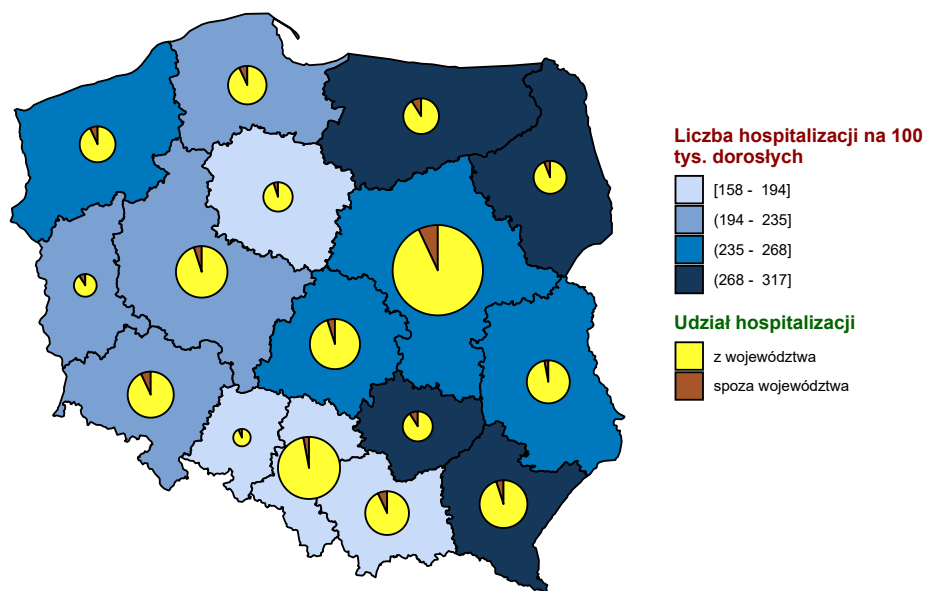 Liczba hospitalizacji na 100
tys. dorosłych
[158 - 194]
(194 - 235]
(235 - 268]
(268 - 317]
Udział hospitalizacji
z województwa
spoza województwa